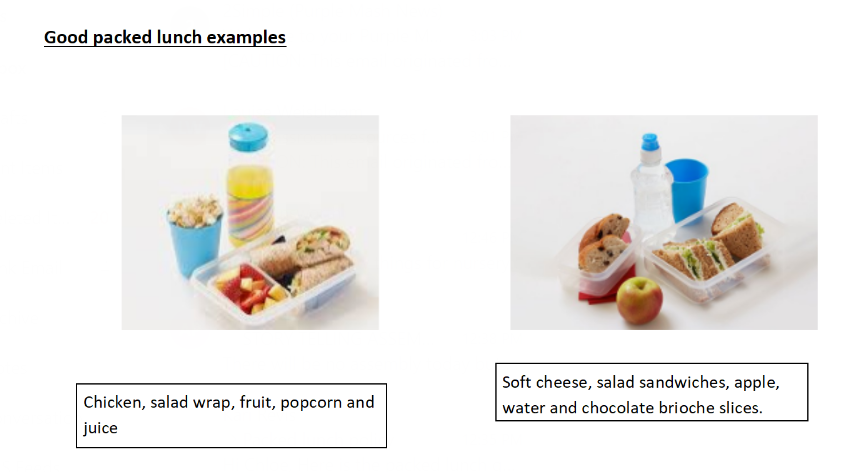 Good packed lunch examples
Chicken, salad wrap, fruit, popcorn and
juice
Soft cheese, salad sandwiches, apple,
water and chocolate brioche slices.